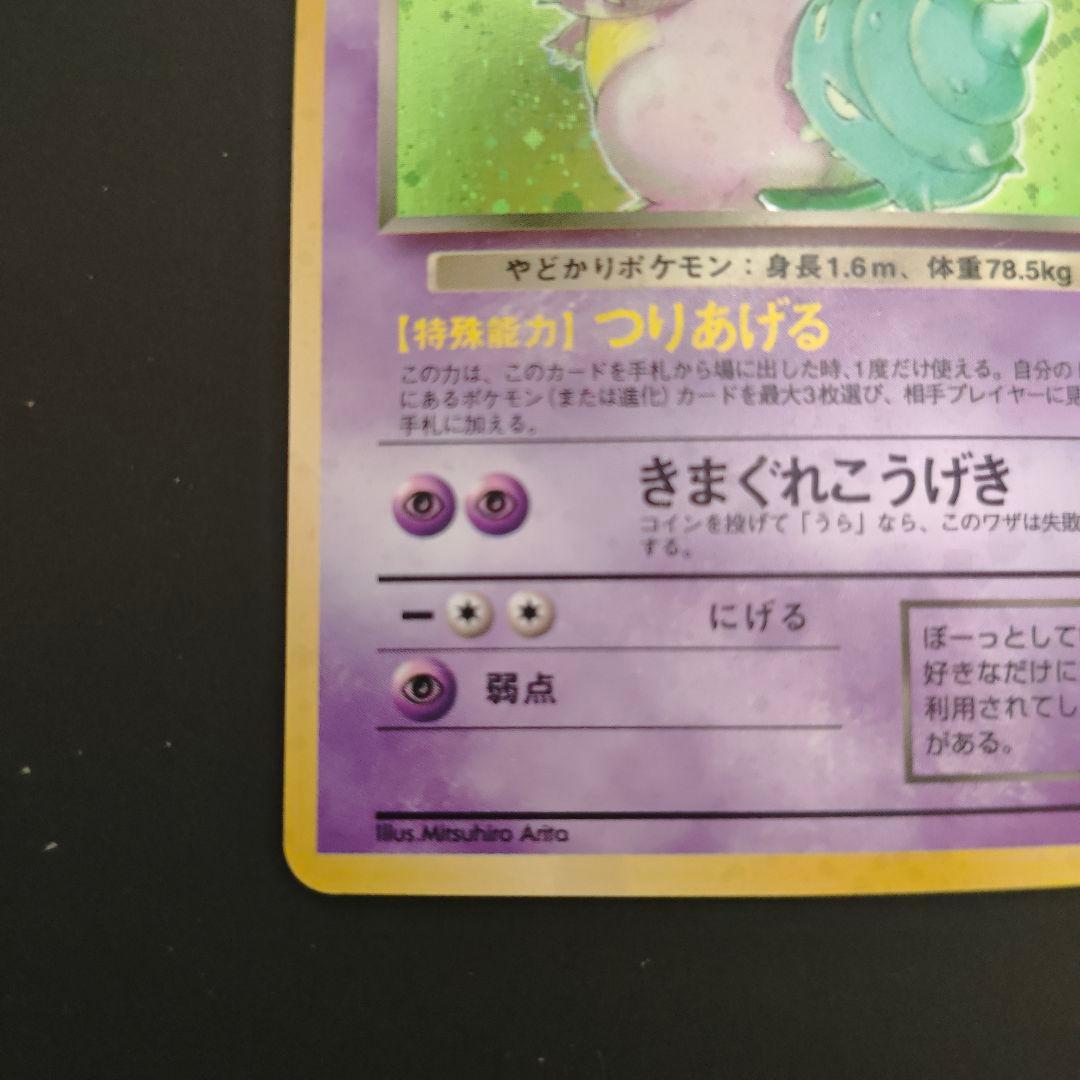 やどかりポケモン：身長1.6m、体重78.5kg
【特殊能力】つりあげる
この力は、このカードを手札から場に出した時、1度だけ使える。自分の
にあるポケモン（または進化）カードを最大3枚選び、相手プレイヤーに見
手札に加える。
きまぐれこうげき
コインを投げて「うら」なら、このワザは失敗
する。
にげる
弱点
ぼーっとして
好きなだけに
利用されてし
がある。
Illus.Mitsuhiro Arita